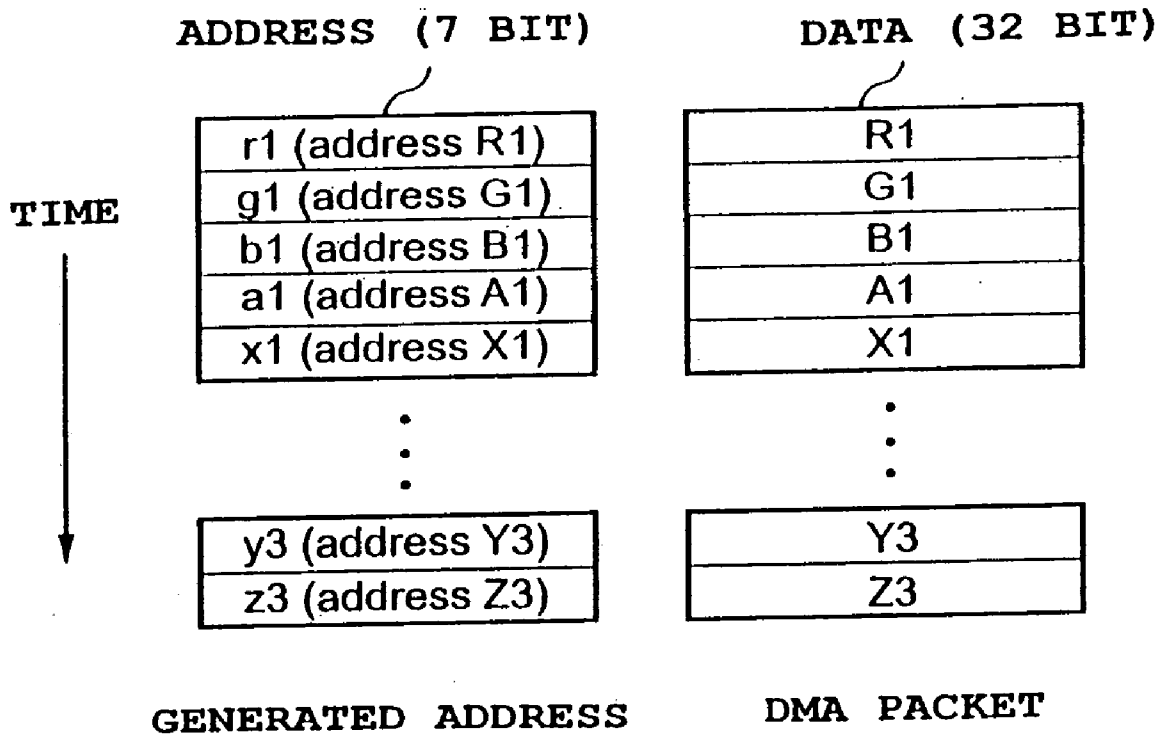 ADDRESS (7 BIT)
DATA (32 BIT)
TIME
r1 (address R1)
g1 (address G1)
b1 (address B1)
a1 (address A1)
x1 (address X1)
y3 (address Y3)
z3 (address Z3)
GENERATED ADDRESS
R1
G1
B1
A1
X1
Y3
Z3
DMA PACKET